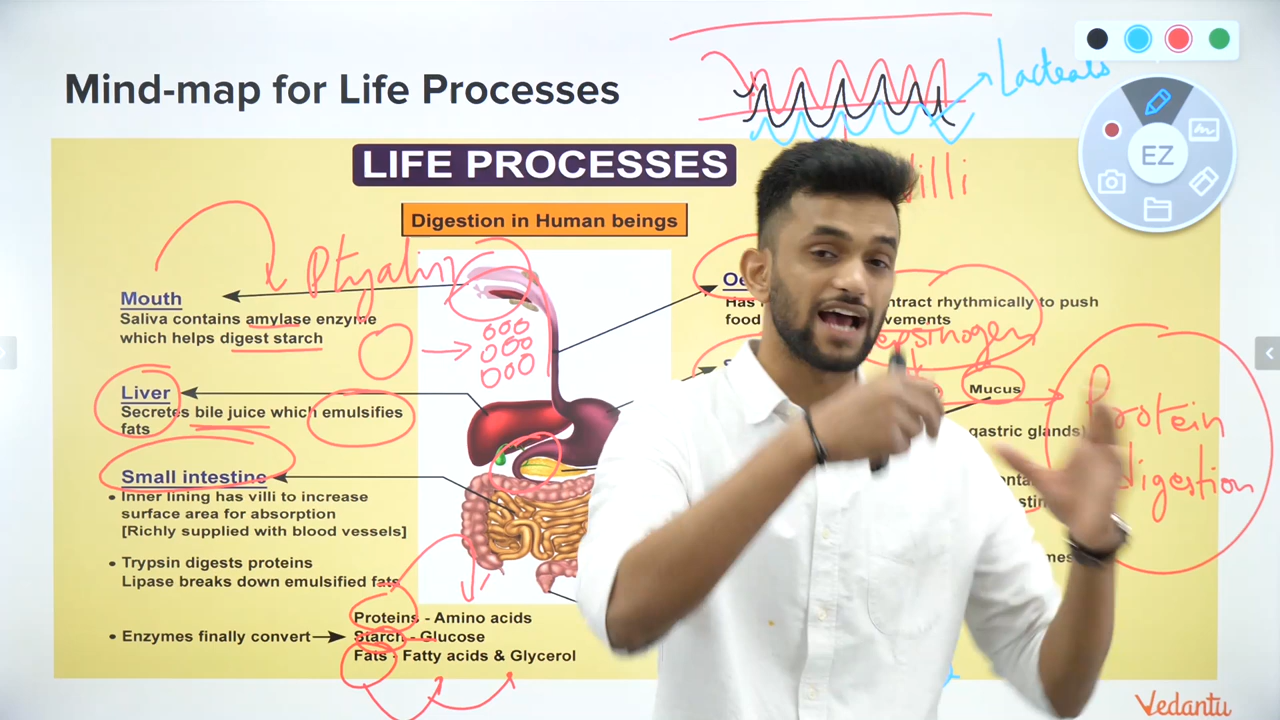 Mind-map for Life Processes
Lacteals
EZ
LIFE PROCESSES
Digestion in Human beings
Ptyalin
Mouth
Saliva contains amylase enzyme
which helps digest starch
Liver
Secretes bile juice which emulsifies
fats
Small intestine
• Inner lining has villi to increase
surface area for absorption
[Richly supplied with blood vessels]
• Trypsin digests proteins
Lipase breaks down emulsified fats
• Enzymes finally convert
Proteins - Amino acids
Starch - Glucose
Fats - Fatty acids & Glycerol
Has
rhythmically to push
food
Mucus
gastric glands)
Protein
digestion
Vedantu